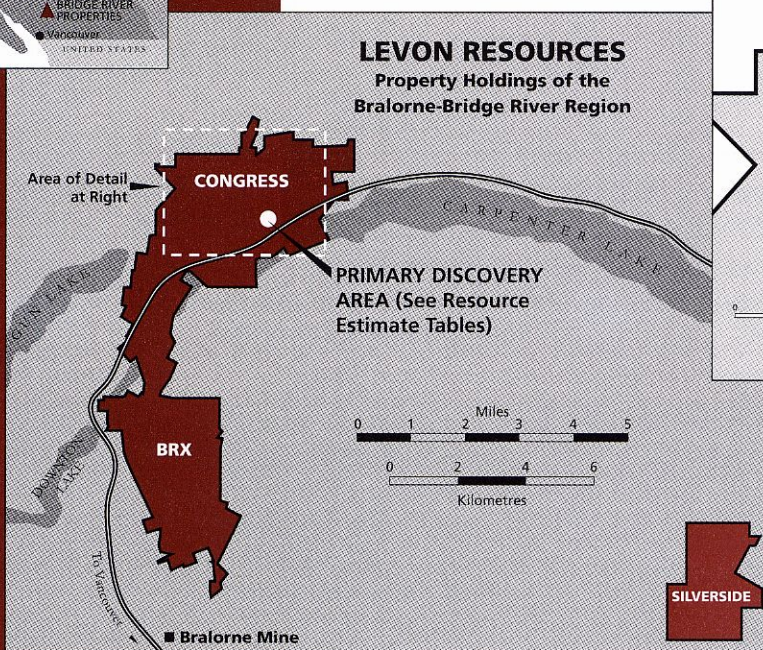 BRIDGE RIVER
PROPERTIES
Vancouver
UNITED STATES
LEVON RESOURCES
Property Holdings of the
Bralorne-Bridge River Region
Area of Detail
at Right
CONGRESS
CARPENTER LAKE
PRIMARY DISCOVERY
AREA (See Resource
Estimate Tables)
GUN LAKE
Miles
0 1 2 3 4 5
0 2 4 6
Kilometres
BRX
DOWNTON
LAKE
To Vancouver
SILVERSIDE
Bralorne Mine
0